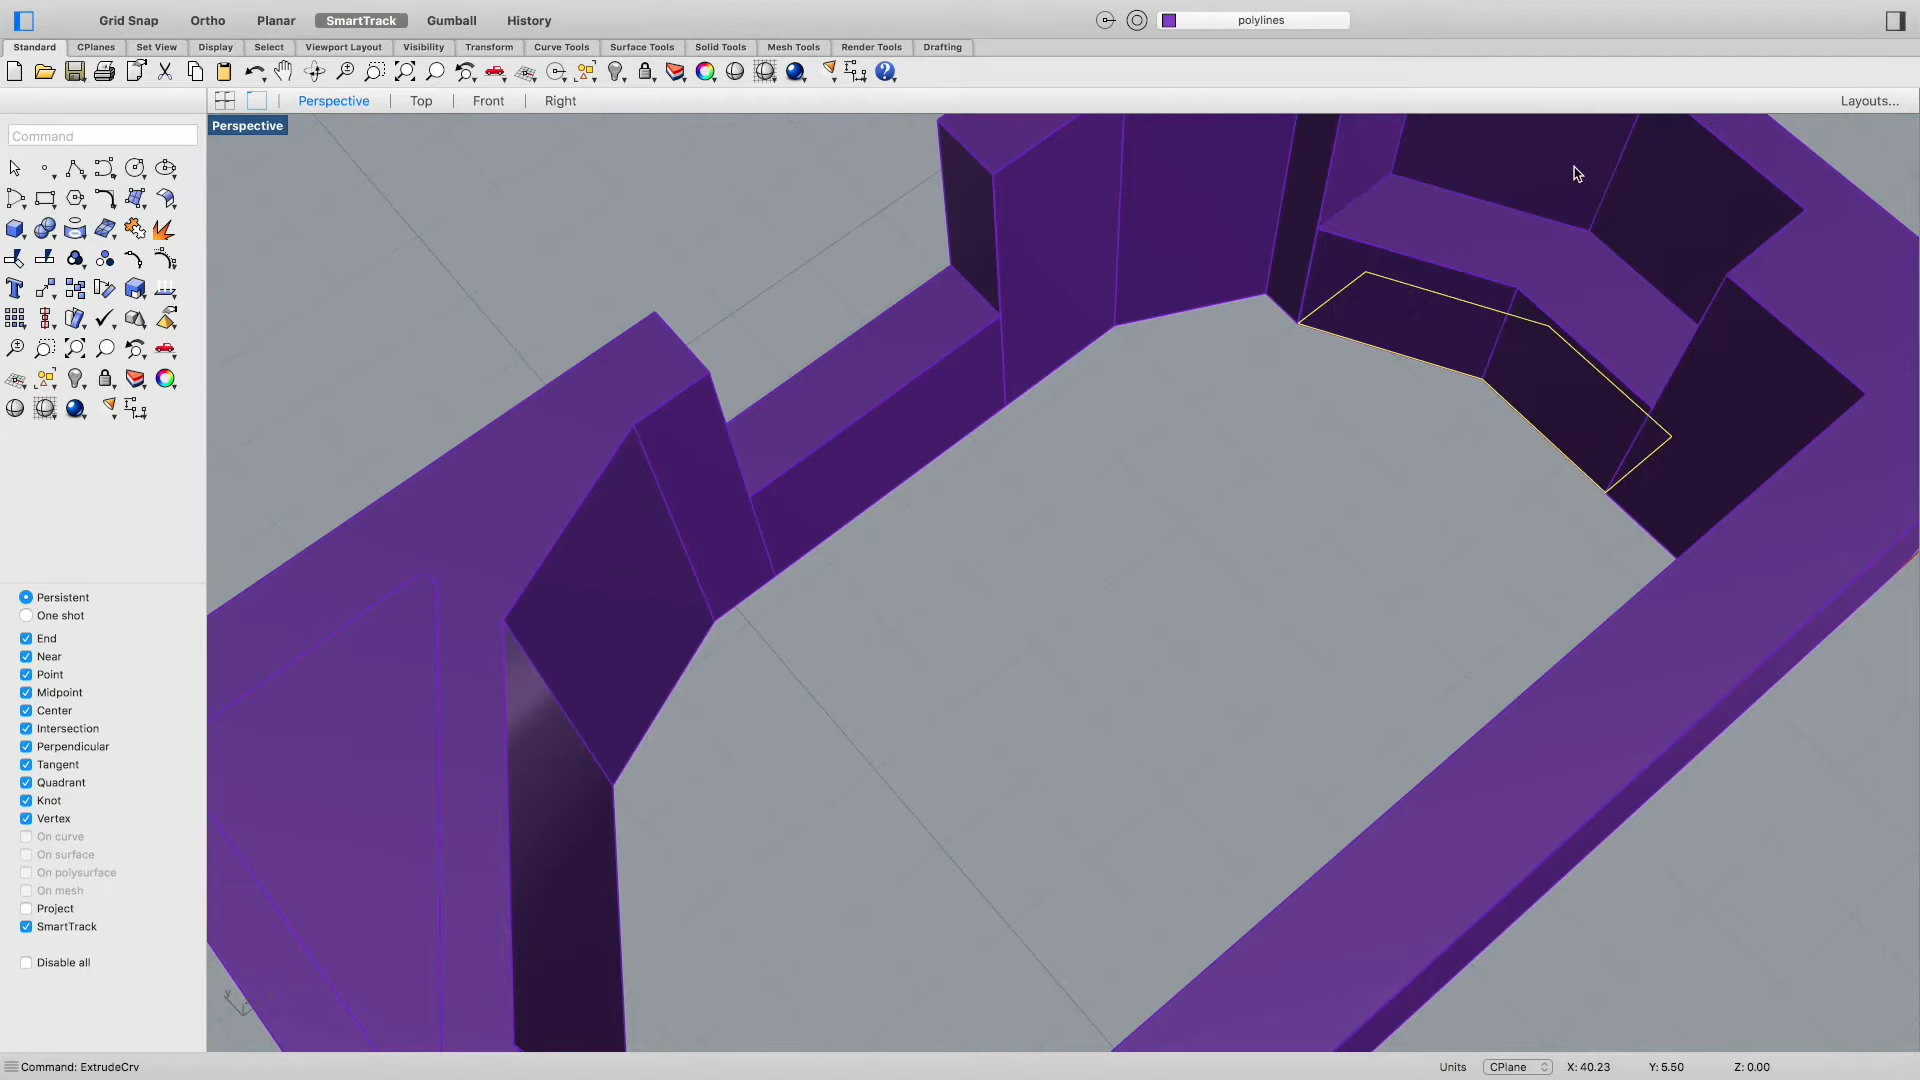 Grid Snap Ortho Planar SmartTrack Gumball History polylines
Standard CPlanes Set View Display Select Viewport Layout Visibility Transform Curve Tools Surface Tools Solid Tools Mesh Tools Render Tools Drafting
Perspective Top Front Right Layouts...
Perspective
Command
Persistent
One shot
End
Near
Point
Midpoint
Center
Intersection
Perpendicular
Tangent
Quadrant
Knot
Vertex
On curve
On surface
On polysurface
On mesh
Project
SmartTrack
Disable all
y
Command: ExtrudeCrv Units CPlane X: 40.23 Y: 5.50 Z: 0.00